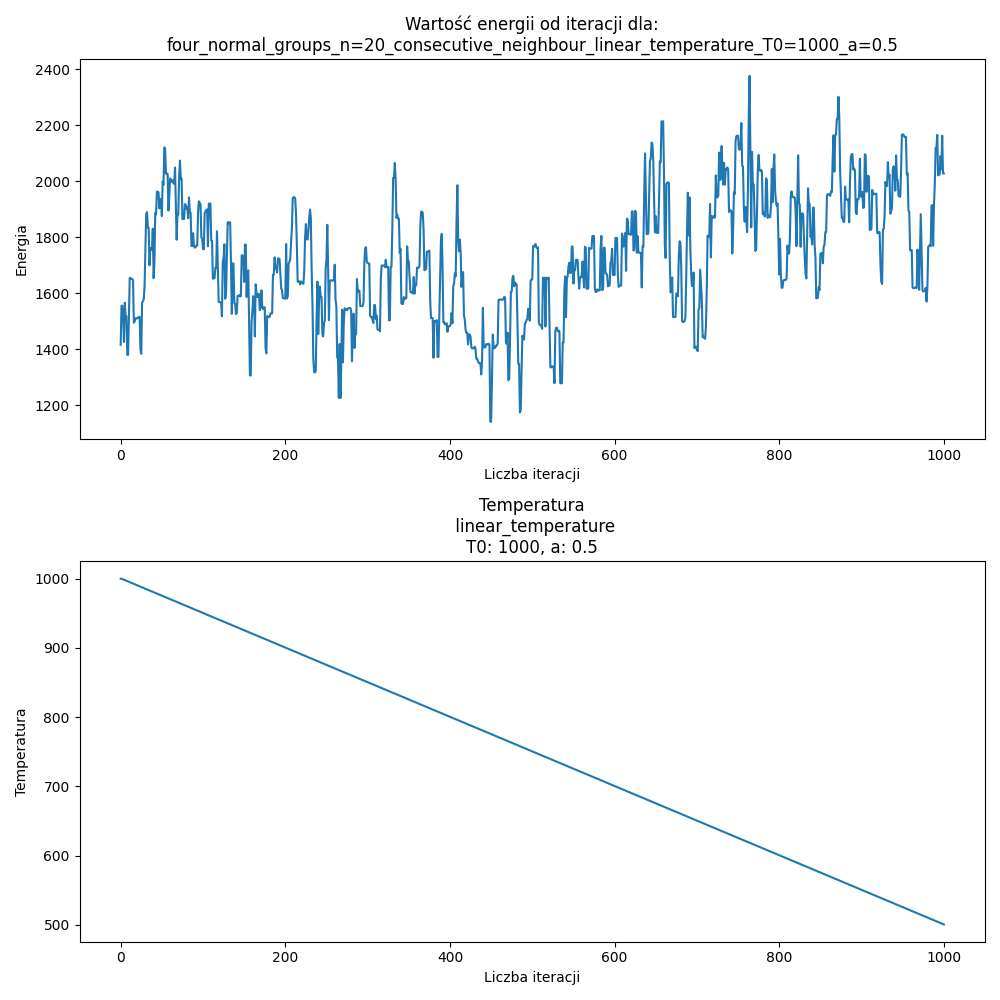 Wartość energii od iteracji dla:
four_normal_groups_n=20_consecutive_neighbour_linear_temperature_T0=1000_a=0.5
2400
2200
2000
1800
1600
1400
1200
Energia
0 200 400 600 800 1000
Liczba iteracji
Temperatura
linear_temperature
T0: 1000, a: 0.5
1000
900
800
700
600
500
Temperatura
0 200 400 600 800 1000
Liczba iteracji